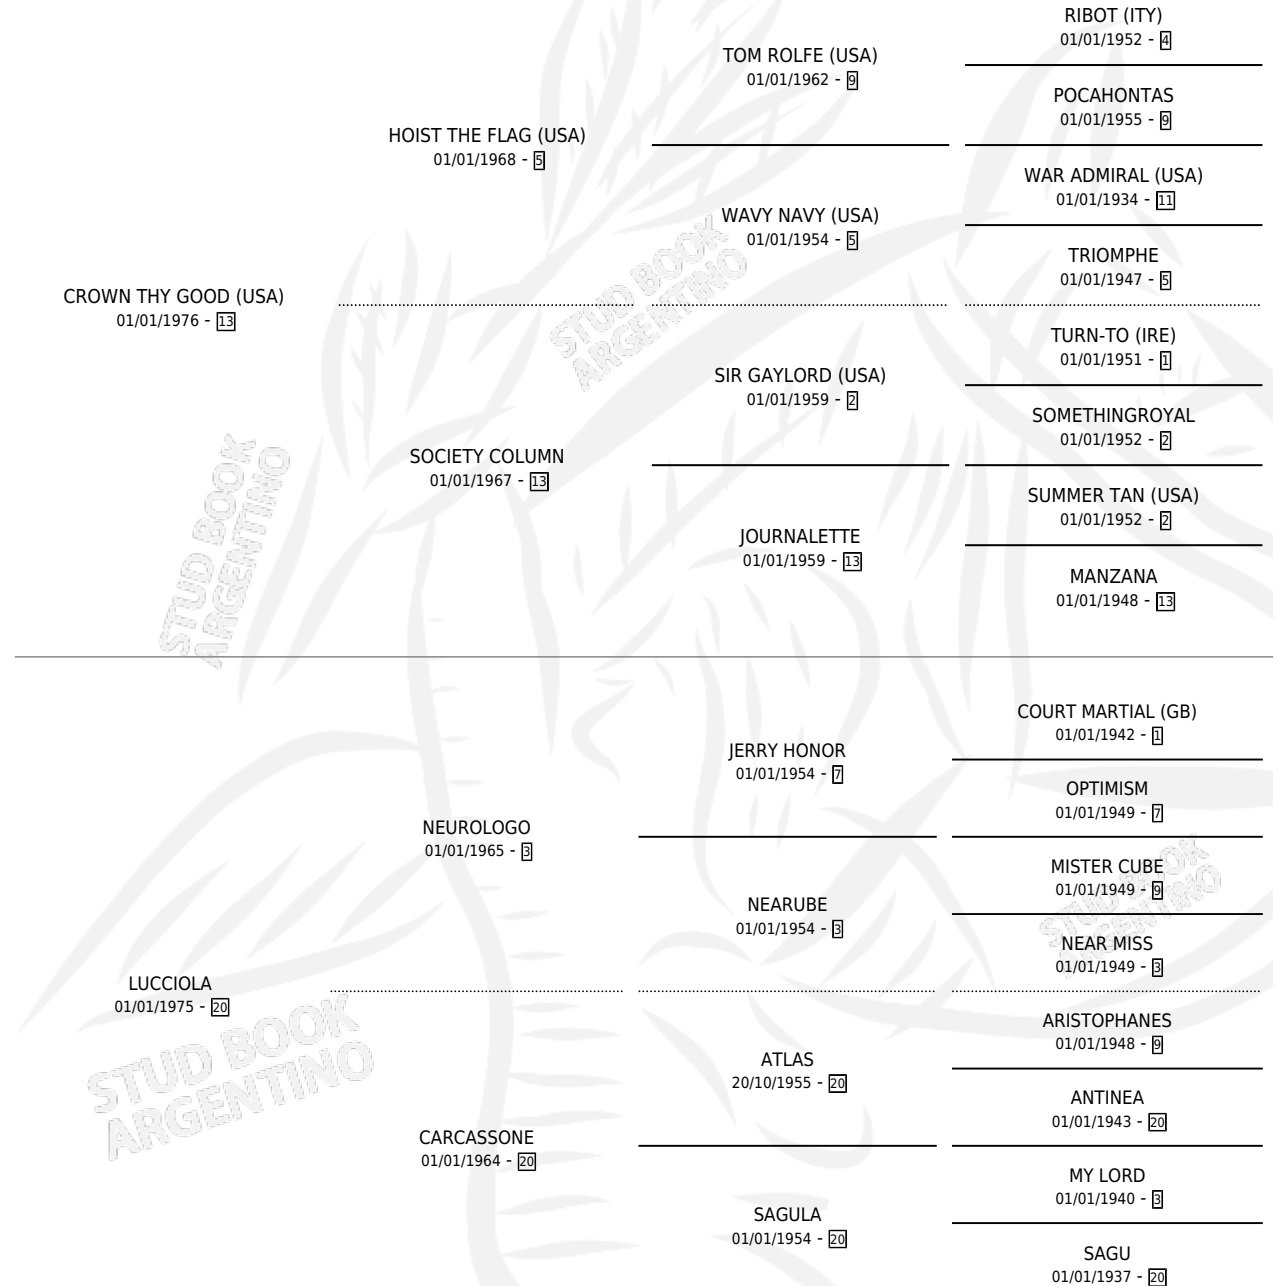 RIBOT (ITY)
01/01/1952 - 4
TOM ROLFE (USA)
01/01/1962 - 9
POCAHONTAS
01/01/1955 - 9
HOIST THE FLAG (USA)
01/01/1968 - 5
WAR ADMIRAL (USA)
01/01/1934 - 11
WAVY NAVY (USA)
01/01/1954 - 5
TRIOMPHE
01/01/1947 - 5
CROWN THY GOOD (USA)
01/01/1976 - 13
STUD BOOK
ARGENTINO
TURN-TO (IRE)
01/01/1951 - 1
SIR GAYLORD (USA)
01/01/1959 - 2
SOMETHINGROYAL
01/01/1952 - 2
SOCIETY COLUMN
01/01/1967 - 13
SUMMER TAN (USA)
01/01/1952 - 2
JOURNALETTE
01/01/1959 - 13
MANZANA
01/01/1948 - 13
STUD BOOK
ARGENTINO
COURT MARTIAL (GB)
01/01/1942 - 1
JERRY HONOR
01/01/1954 - 7
OPTIMISM
01/01/1949 - 7
NEUROLOGO
01/01/1965 - 3
MISTER CUBE
01/01/1949 - 9
NEARUBE
01/01/1954 - 3
NEAR MISS
01/01/1949 - 3
STUD BOOK
ARGENTINO
LUCCIOLA
01/01/1975 - 20
ARISTOPHANES
01/01/1948 - 9
ATLAS
20/10/1955 - 20
ANTINEA
01/01/1943 - 20
STUD BOOK
ARGENTINO
CARCASSONE
01/01/1964 - 20
MY LORD
01/01/1940 - 3
SAGULA
01/01/1954 - 20
SAGU
01/01/1937 - 20